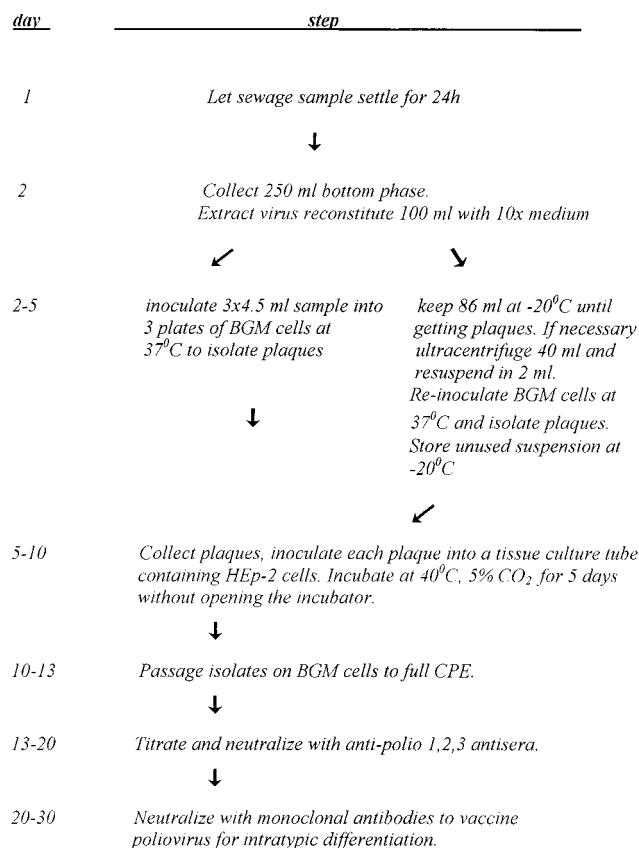 day step
1 Let sewage sample settle for 24h
2 Collect 250 ml bottom phase.
Extract virus reconstitute 100 ml with 10x medium
2-5 inoculate 3x4.5 ml sample into
3 plates of BGM cells at
37⁰C to isolate plaques
keep 86 ml at -20⁰C until
getting plaques. If necessary
ultracentrifuge 40 ml and
resuspend in 2 ml.
Re-inoculate BGM cells at
37⁰C and isolate plaques.
Store unused suspension at
-20⁰C
5-10 Collect plaques, inoculate each plaque into a tissue culture tube
containing HEp-2 cells. Incubate at 40⁰C, 5% CO₂ for 5 days
without opening the incubator.
10-13 Passage isolates on BGM cells to full CPE.
13-20 Titrate and neutralize with anti-polio 1,2,3 antisera.
20-30 Neutralize with monoclonal antibodies to vaccine
poliovirus for intratypic differentiation.